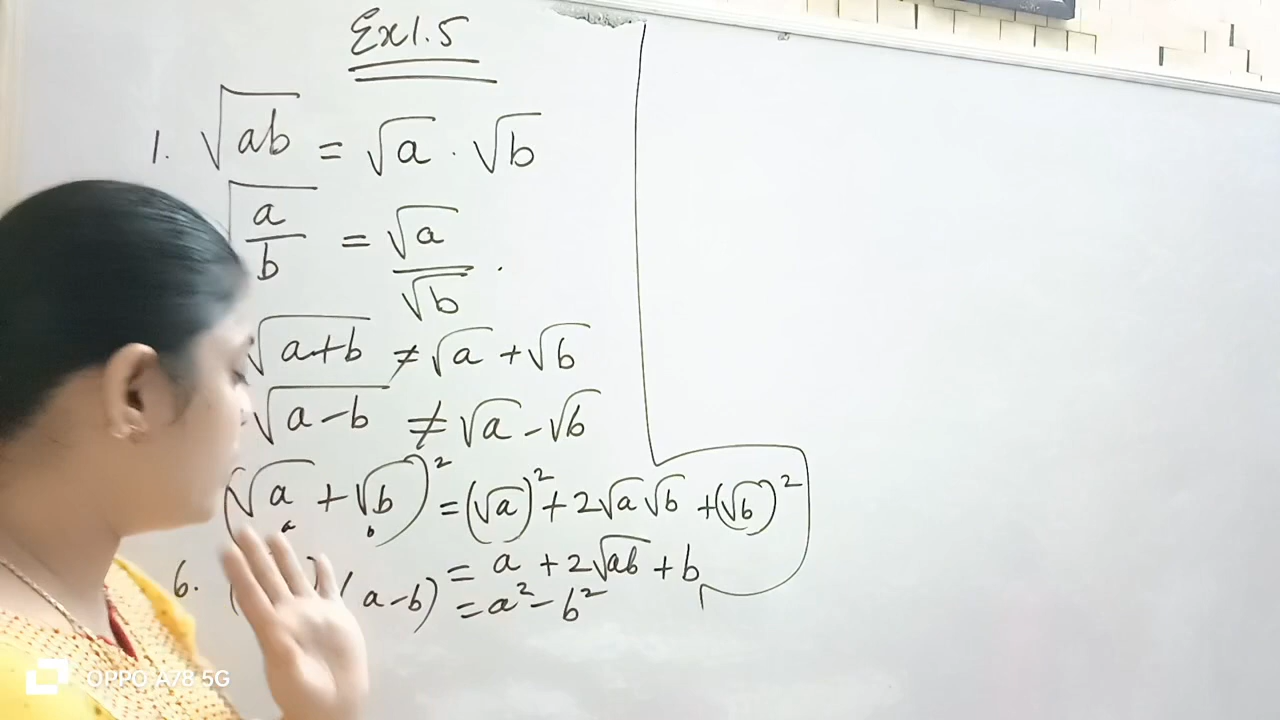 Ex1.5
1. √ab = √a . √b
√a/b = √a/√b .
√a+b ≠ √a + √b
√a-b ≠ √a - √b
(√a + √b)² = (√a)² + 2√a√b + (√b)²
a b
= a + 2√ab + b
6. ( (a-b) = a² - b²
OPPO A78 5G